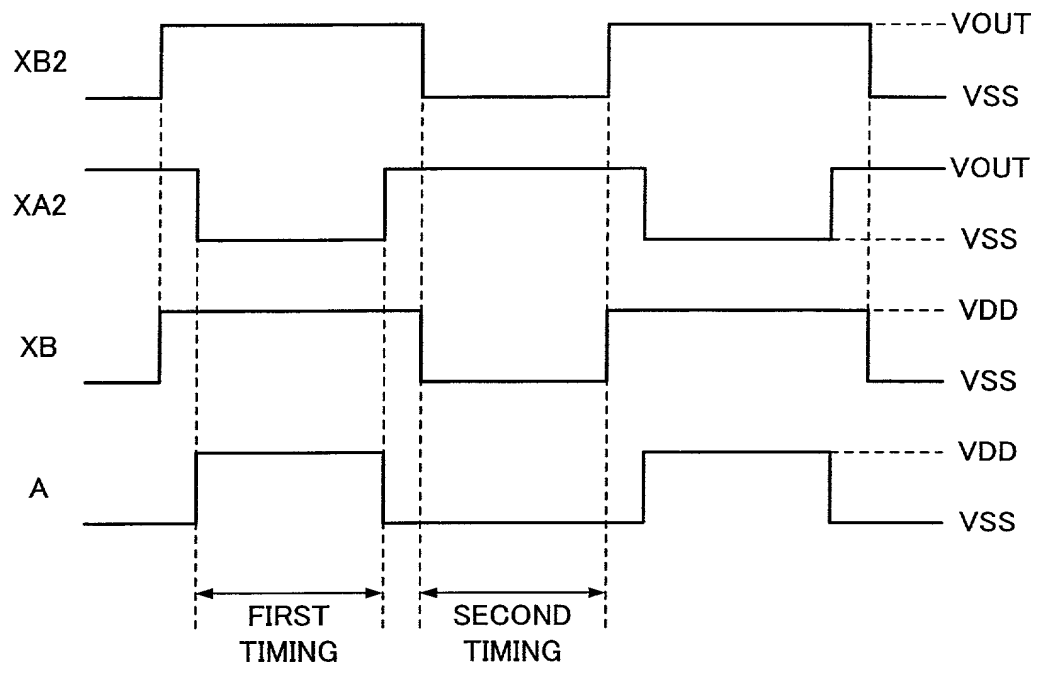 VOUT
XB2
VSS
VOUT
XA2
VSS
VDD
XB
VSS
VDD
A
VSS
FIRST
TIMING
SECOND
TIMING